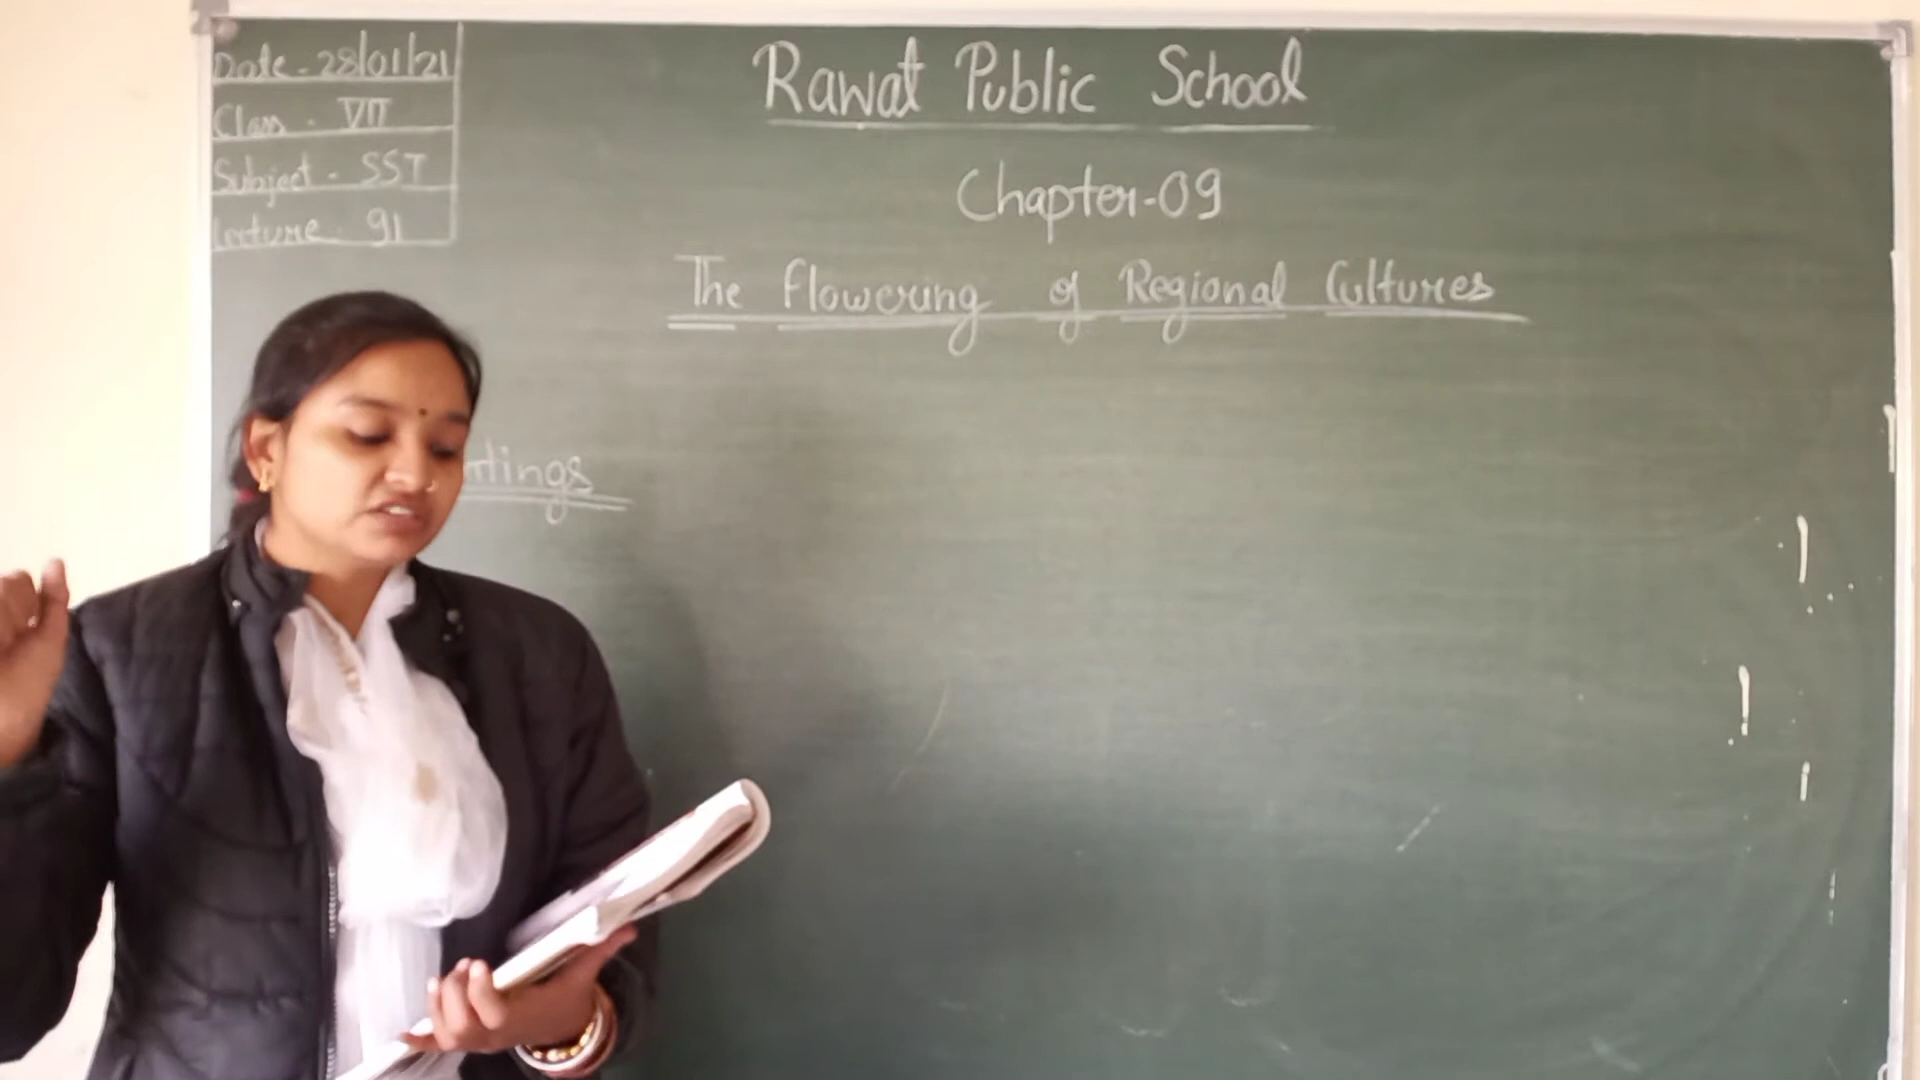 Date - 28/01/21
Class - VII
Subject - SST
Lecture - 91
Rawat Public School
Chapter-09
The Flowering of Regional Cultures